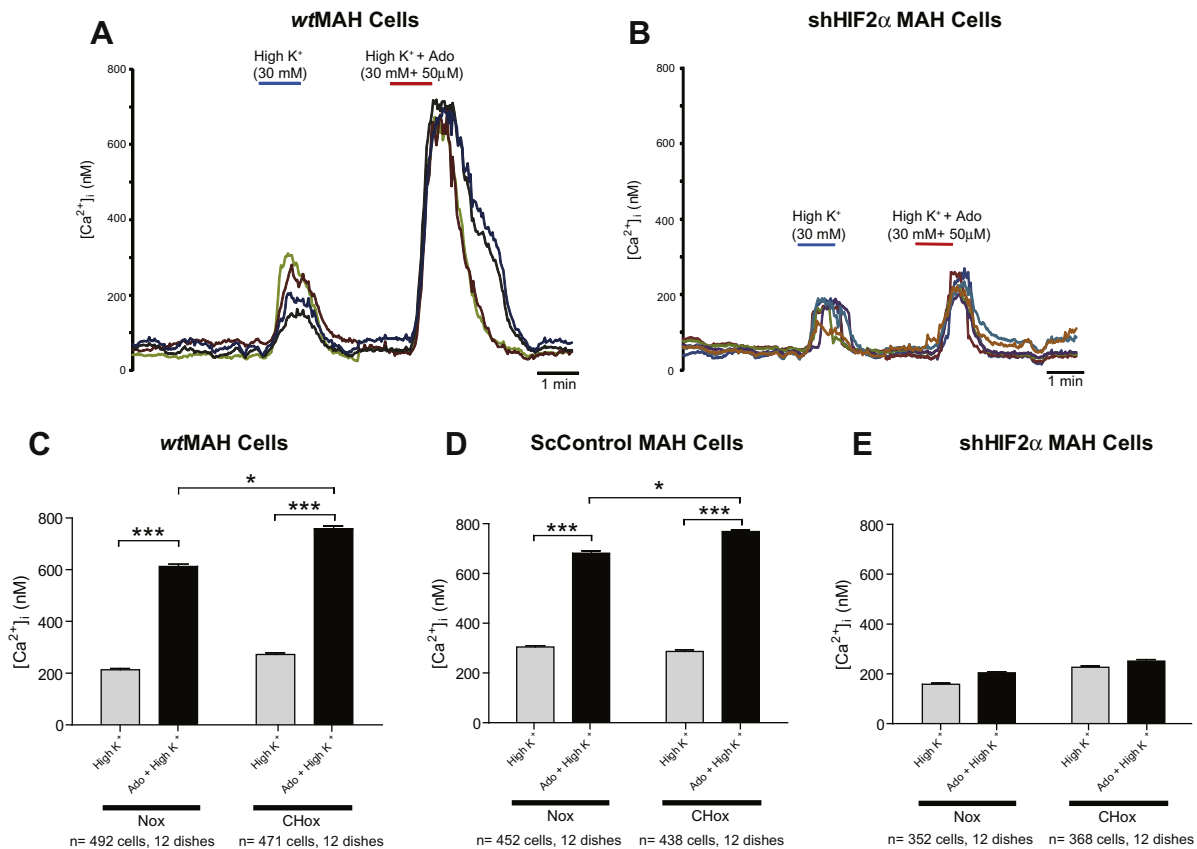 A
wtMAH Cells
High K⁺
(30 mM)
High K⁺ + Ado
(30 mM+ 50μM)
[Ca²⁺]ᵢ (nM)
800
600
400
200
0
1 min
B
shHIF2α MAH Cells
High K⁺
(30 mM)
High K⁺ + Ado
(30 mM+ 50μM)
[Ca²⁺]ᵢ (nM)
800
600
400
200
0
1 min
C
wtMAH Cells
*
***
***
[Ca²⁺]ᵢ (nM)
800
600
400
200
0
High K⁺
Ado + High K⁺
High K⁺
Ado + High K⁺
Nox
CHox
n= 492 cells, 12 dishes
n= 471 cells, 12 dishes
D
ScControl MAH Cells
*
***
***
[Ca²⁺]ᵢ (nM)
800
600
400
200
0
High K⁺
Ado + High K⁺
High K⁺
Ado + High K⁺
Nox
CHox
n= 452 cells, 12 dishes
n= 438 cells, 12 dishes
E
shHIF2α MAH Cells
[Ca²⁺]ᵢ (nM)
800
600
400
200
0
High K⁺
Ado + High K⁺
High K⁺
Ado + High K⁺
Nox
CHox
n= 352 cells, 12 dishes
n= 368 cells, 12 dishes